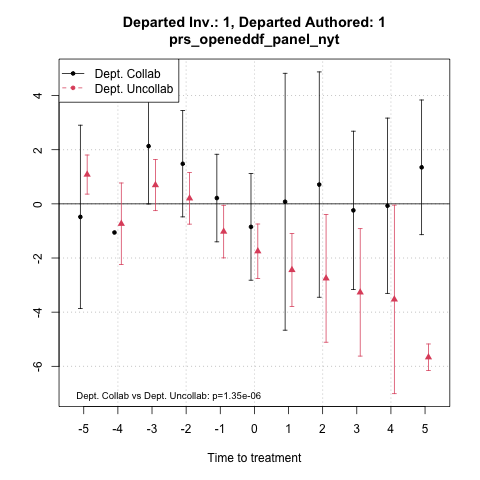 Departed Inv.: 1, Departed Authored: 1
prs_openeddf_panel_nyt
Dept. Collab
Dept. Uncollab
4
2
0
-2
-4
-6
Dept. Collab vs Dept. Uncollab: p=1.35e-06
-5 -4 -3 -2 -1 0 1 2 3 4 5
Time to treatment